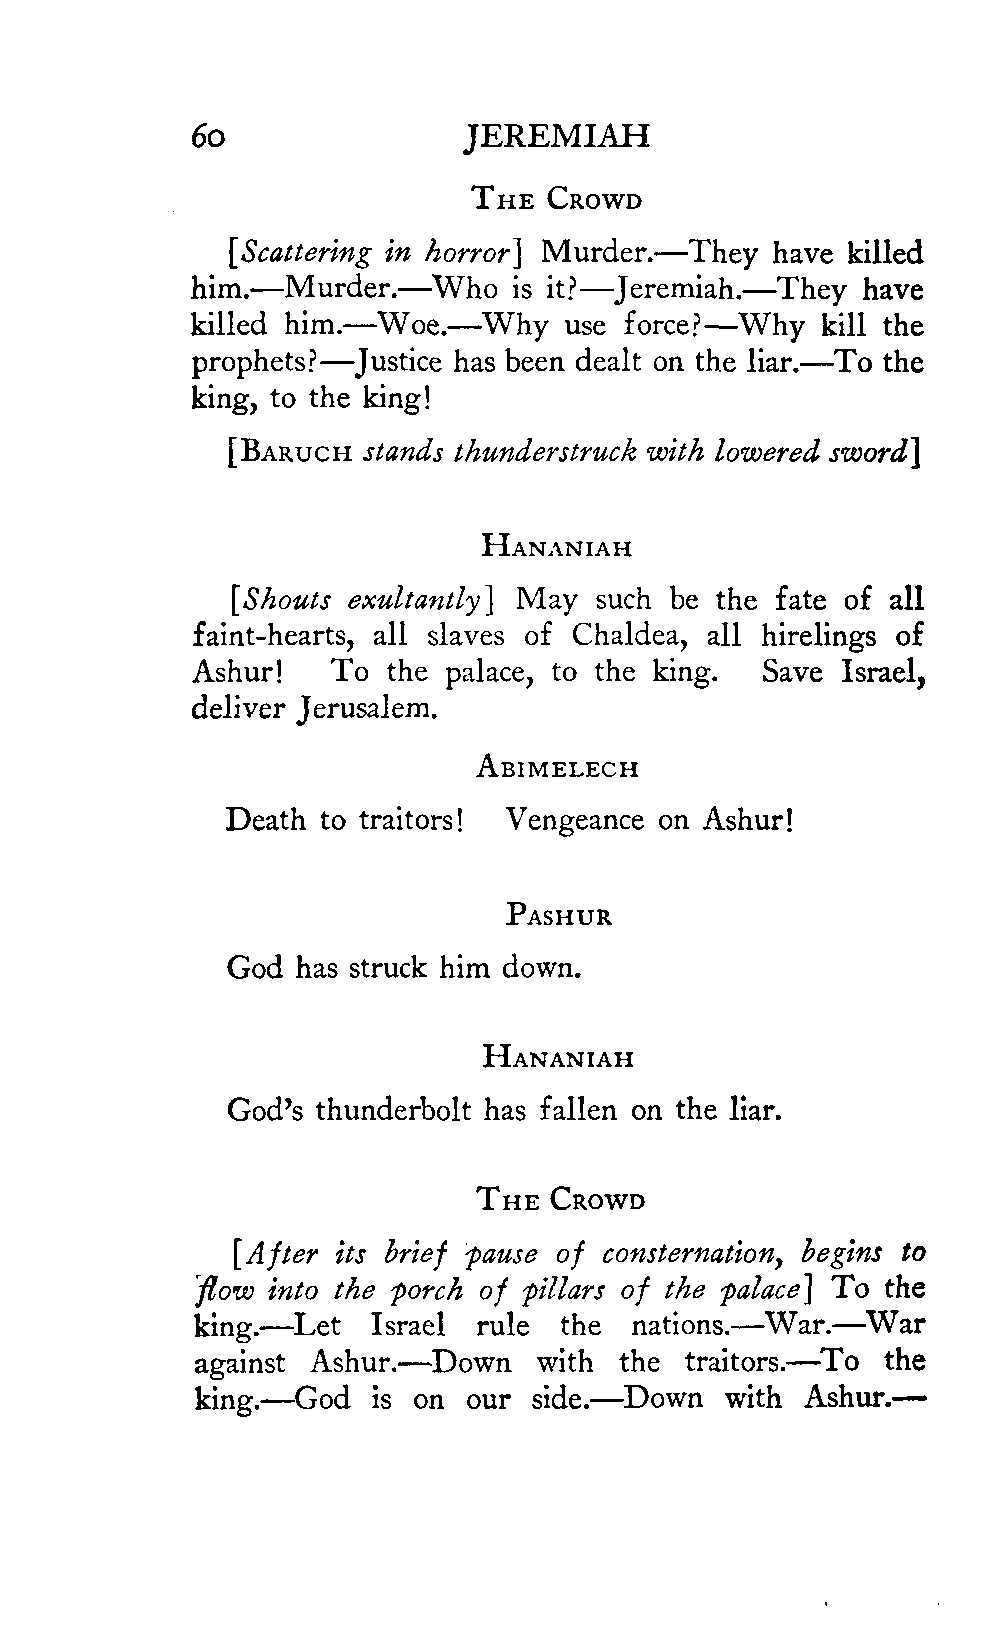 60 JEREMIAH
THE CROWD
[Scattering in horror] Murder.—They have killed
him.—Murder.—Who is it?—Jeremiah.—They have
killed him.—Woe.—Why use force?—Why kill the
prophets?—Justice has been dealt on the liar.—To the
king, to the king!
[BARUCH stands thunderstruck with lowered sword]
HANANIAH
[Shouts exultantly] May such be the fate of all
faint-hearts, all slaves of Chaldea, all hirelings of
Ashur! To the palace, to the king. Save Israel,
deliver Jerusalem.
ABIMELECH
Death to traitors! Vengeance on Ashur!
PASHUR
God has struck him down.
HANANIAH
God's thunderbolt has fallen on the liar.
THE CROWD
[After its brief pause of consternation, begins to
flow into the porch of pillars of the palace] To the
king.—Let Israel rule the nations.—War.—War
against Ashur.—Down with the traitors.—To the
king.—God is on our side.—Down with Ashur.—